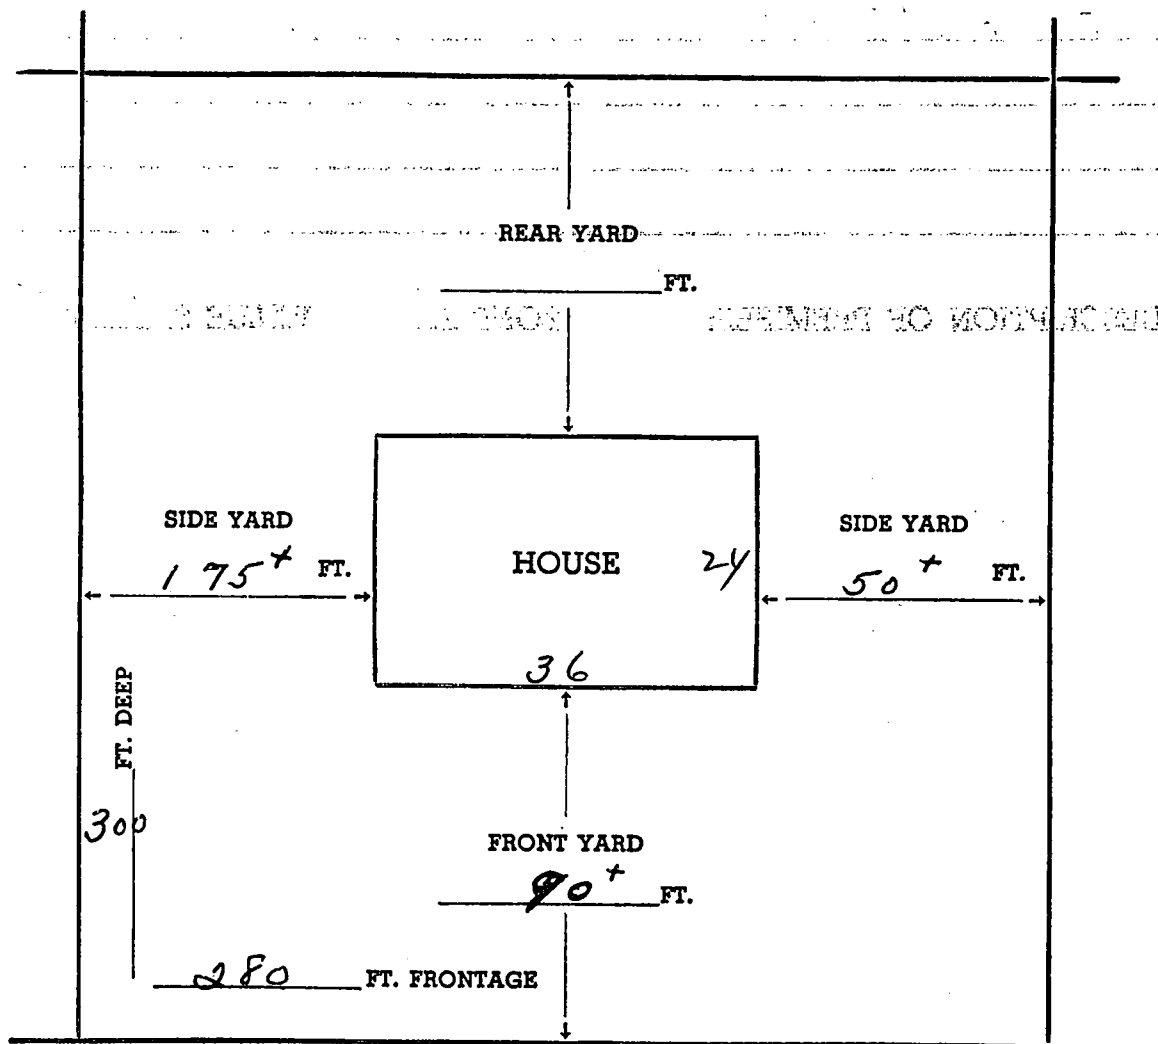 REAR YARD
FT.
SIDE YARD
175+ FT.
HOUSE
24
36
SIDE YARD
50+ FT.
FT. DEEP
300
FRONT YARD
90+ FT.
280 FT. FRONTAGE